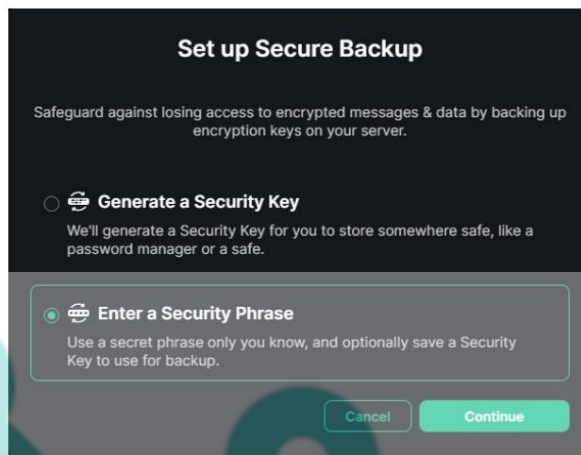 Set up Secure Backup
Safeguard against losing access to encrypted messages & data by backing up
encryption keys on your server.
Generate a Security Key
We'll generate a Security Key for you to store somewhere safe, like a
password manager or a safe.
Enter a Security Phrase
Use a secret phrase only you know, and optionally save a Security
Key to use for backup.
Cancel Continue